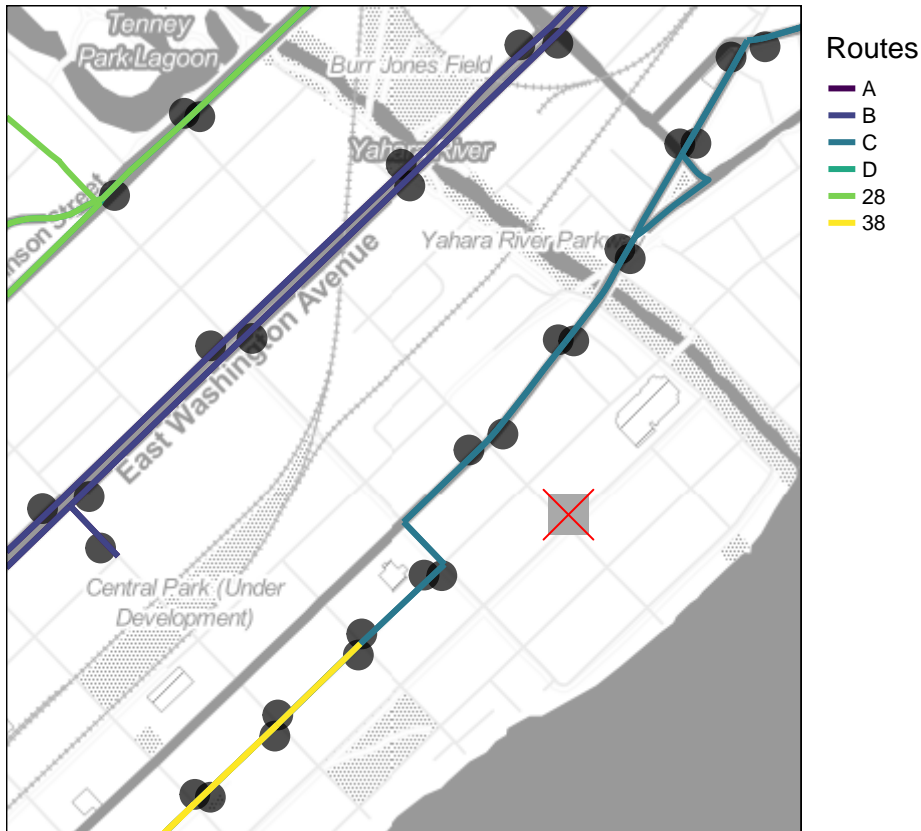 Tenney
Park Lagoon
Burr Jones Field
Yahara River
nson Street
Yahara River Parkw
East Washington Avenue
Central Park (Under
Development)
Routes
A
B
C
D
28
38